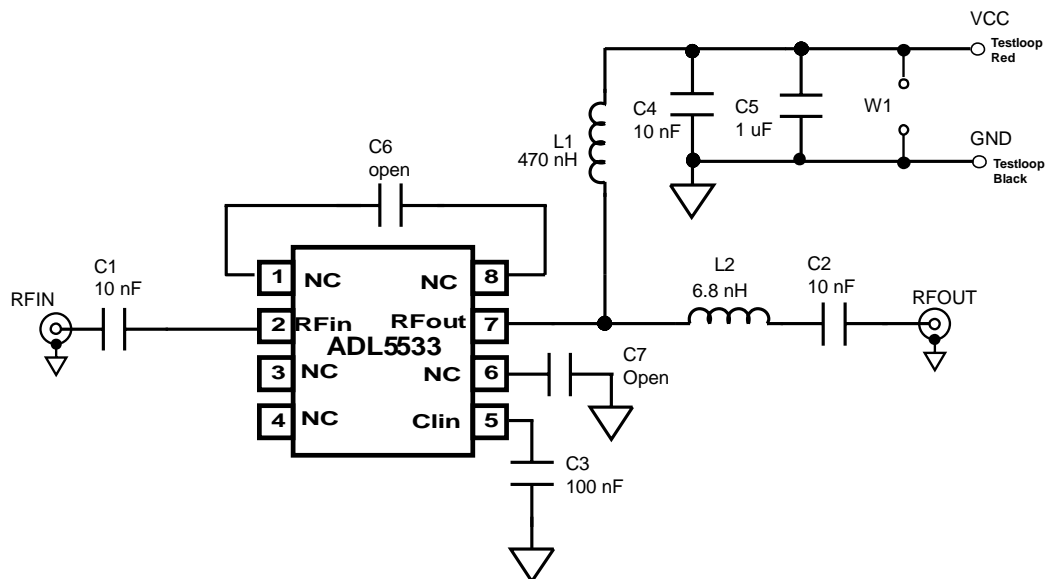 VCC
Testloop
Red
C4
10 nF
C5
1 uF
W1
L1
470 nH
GND
Testloop
Black
C6
open
1
NC
NC
8
C1
10 nF
RFIN
2
RFin
RFout
7
ADL5533
L2
6.8 nH
C2
10 nF
RFOUT
3
NC
NC
6
C7
Open
4
NC
Clin
5
C3
100 nF